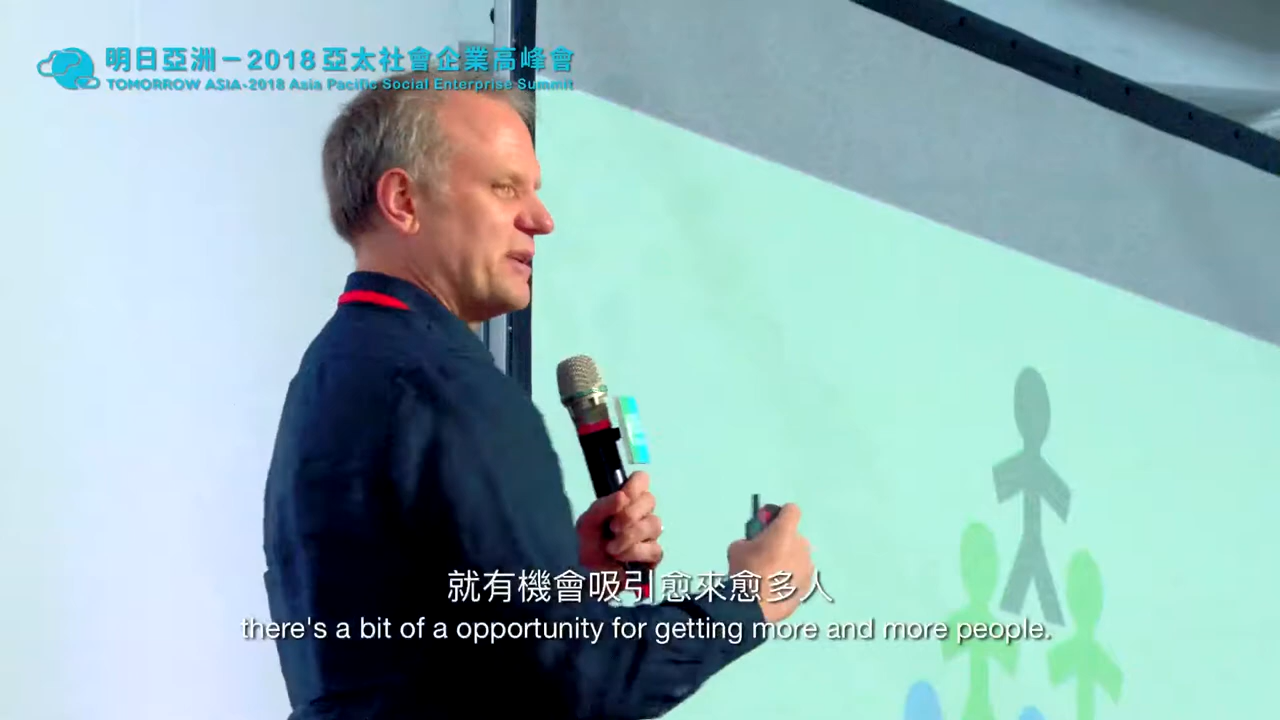 明日亞洲－2018亞太社會企業高峰會
TOMORROW ASIA-2018 Asia Pacific Social Enterprise Summit
就有機會吸引愈來愈多人
there's a bit of a opportunity for getting more and more people.